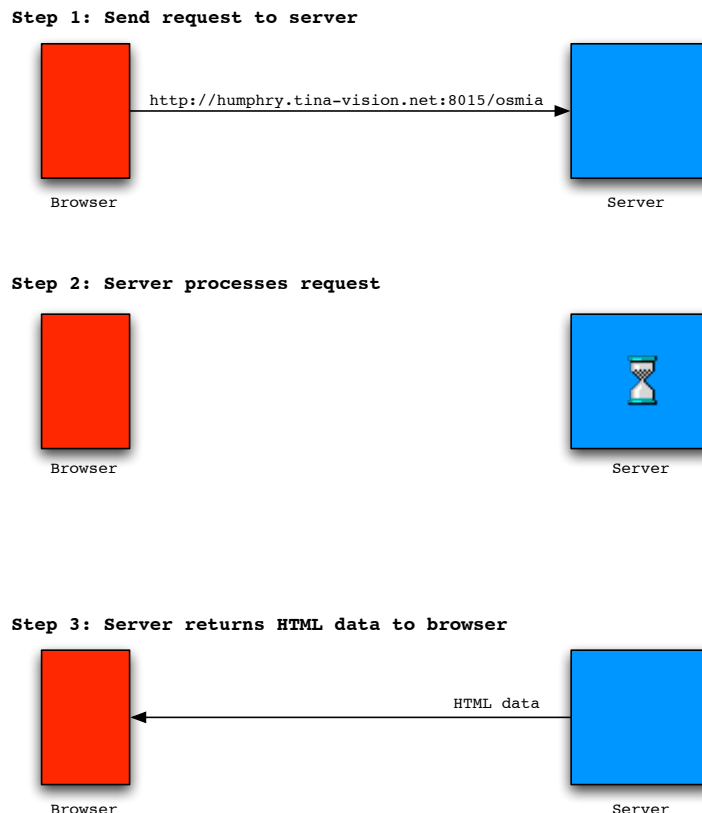 Step 1: Send request to server
http://humphry.tina-vision.net:8015/osmia
Browser
Server
Step 2: Server processes request
Browser
Server
Step 3: Server returns HTML data to browser
HTML data
Browser
Server